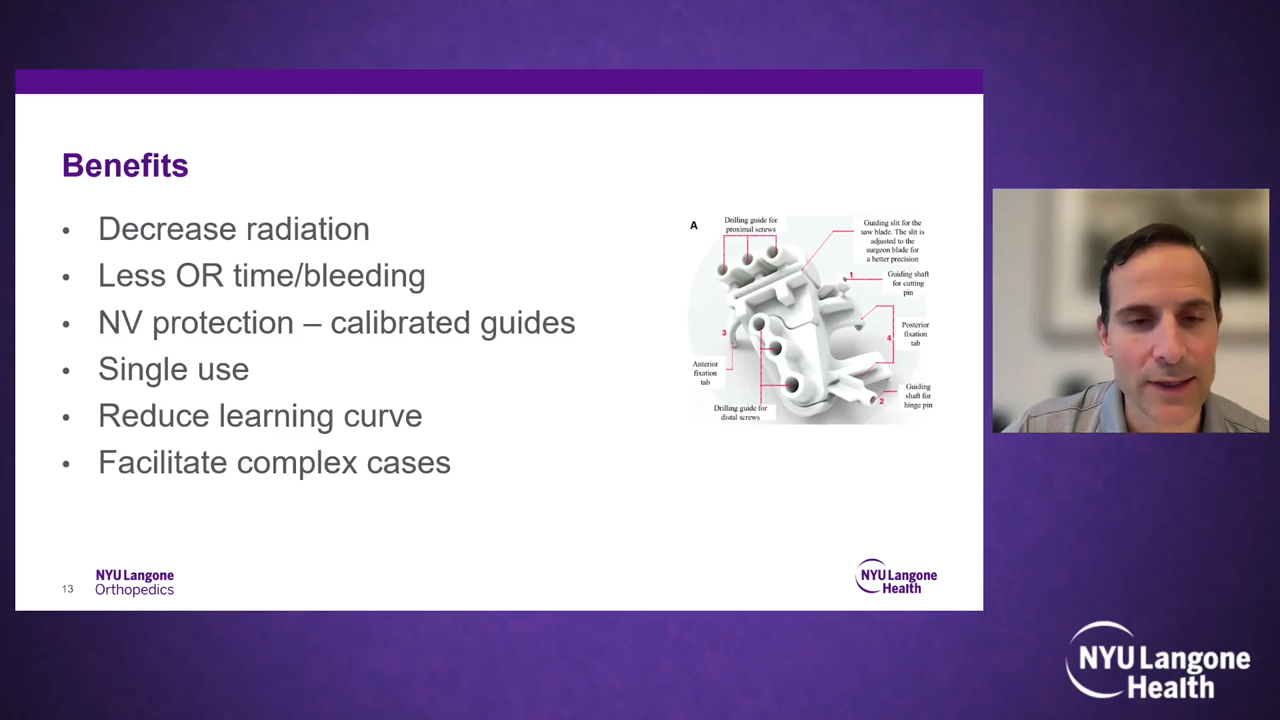 Benefits
• Decrease radiation
• Less OR time/bleeding
• NV protection – calibrated guides
• Single use
• Reduce learning curve
• Facilitate complex cases
A
Drilling guide for
proximal screws
Guiding slit for the
saw blade. The slit is
adjusted to the
surgeon blade for
a better precision
1
Guiding shaft
for cutting
pin
3
Posterior
fixation
tab
4
Anterior
fixation
tab
Guiding
shaft for
hinge pin
2
Drilling guide for
distal screws
13
NYU Langone
Orthopedics
NYU Langone
Health
NYU Langone
Health